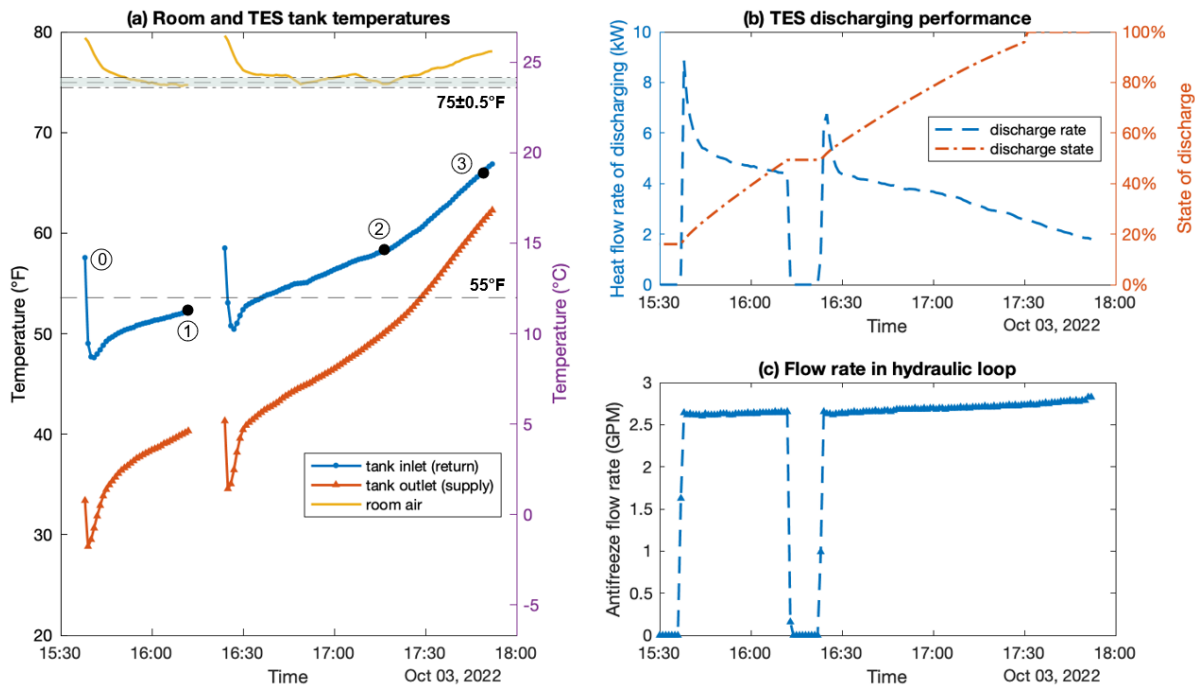 (a) Room and TES tank temperatures
80
70
60
50
40
30
20
Temperature (°F)
25
20
15
10
5
0
-5
Temperature (°C)
75±0.5°F
55°F
0
1
2
3
tank inlet (return)
tank outlet (supply)
room air
15:30 16:00 16:30 17:00 17:30 18:00
Time
Oct 03, 2022
(b) TES discharging performance
10
8
6
4
2
0
Heat flow rate of discharging (kW)
100%
80%
60%
40%
20%
0%
State of discharge
discharge rate
discharge state
15:30 16:00 16:30 17:00 17:30 18:00
Time
Oct 03, 2022
(c) Flow rate in hydraulic loop
3
2.5
2
1.5
1
0.5
0
Antifreeze flow rate (GPM)
15:30 16:00 16:30 17:00 17:30 18:00
Time
Oct 03, 2022